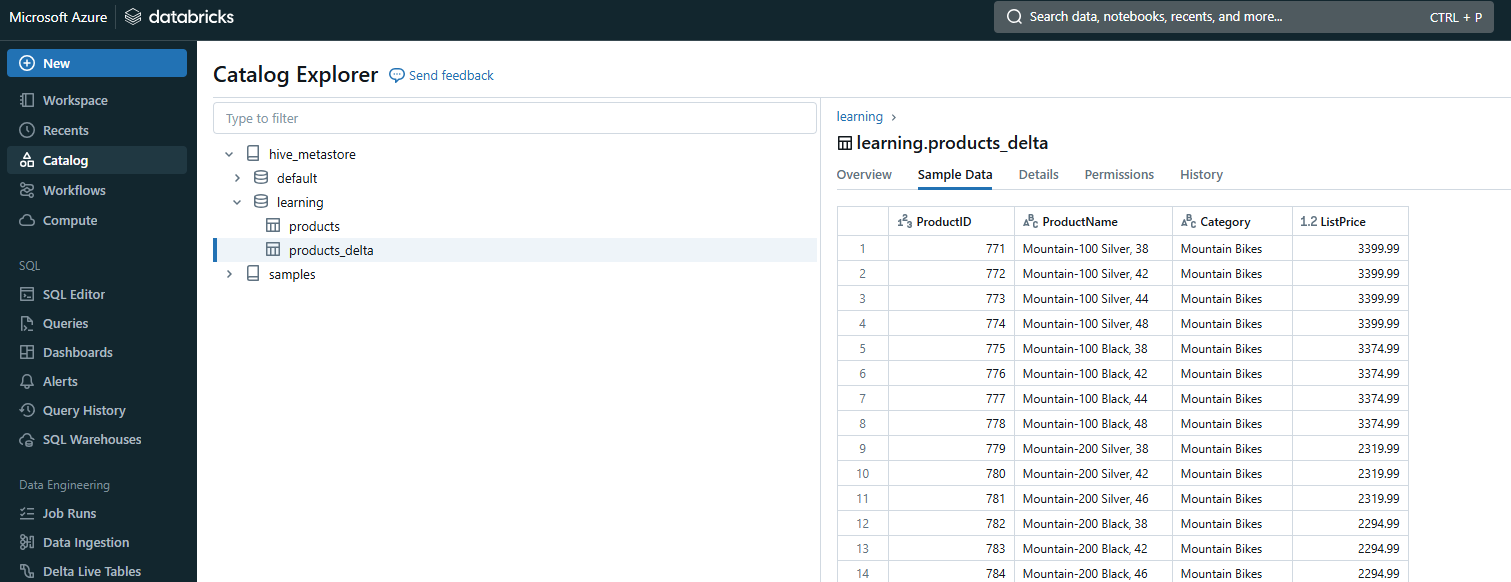 Microsoft Azure databricks Search data, notebooks, recents, and more... CTRL + P
New
Workspace
Recents
Catalog
Workflows
Compute
SQL
SQL Editor
Queries
Dashboards
Alerts
Query History
SQL Warehouses
Data Engineering
Job Runs
Data Ingestion
Delta Live Tables
Catalog Explorer Send feedback
Type to filter
hive_metastore
default
learning
products
products_delta
samples
learning ›
learning.products_delta
Overview Sample Data Details Permissions History
123 ProductID ABC ProductName ABC Category 1.2 ListPrice
1 771 Mountain-100 Silver, 38 Mountain Bikes 3399.99
2 772 Mountain-100 Silver, 42 Mountain Bikes 3399.99
3 773 Mountain-100 Silver, 44 Mountain Bikes 3399.99
4 774 Mountain-100 Silver, 48 Mountain Bikes 3399.99
5 775 Mountain-100 Black, 38 Mountain Bikes 3374.99
6 776 Mountain-100 Black, 42 Mountain Bikes 3374.99
7 777 Mountain-100 Black, 44 Mountain Bikes 3374.99
8 778 Mountain-100 Black, 48 Mountain Bikes 3374.99
9 779 Mountain-200 Silver, 38 Mountain Bikes 2319.99
10 780 Mountain-200 Silver, 42 Mountain Bikes 2319.99
11 781 Mountain-200 Silver, 46 Mountain Bikes 2319.99
12 782 Mountain-200 Black, 38 Mountain Bikes 2294.99
13 783 Mountain-200 Black, 42 Mountain Bikes 2294.99
14 784 Mountain-200 Black, 46 Mountain Bikes 2294.99